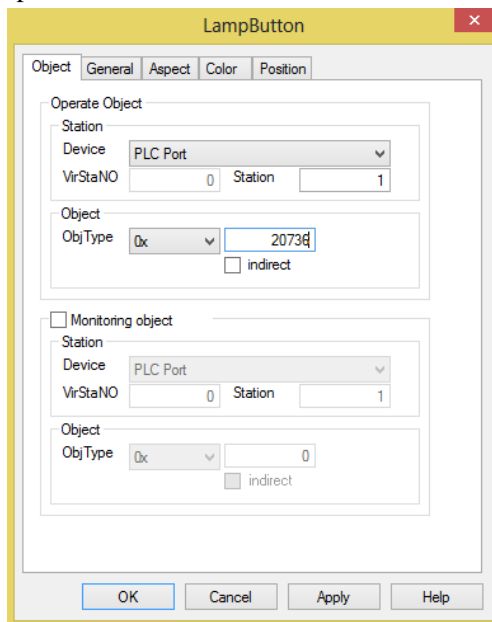 LampButton
Object General Aspect Color Position
Operate Object
Station
Device PLC Port
VirStaNO 0 Station 1
Object
ObjType 0x 20736
indirect
Monitoring object
Station
Device PLC Port
VirStaNO 0 Station 1
Object
ObjType 0x 0
indirect
OK Cancel Apply Help